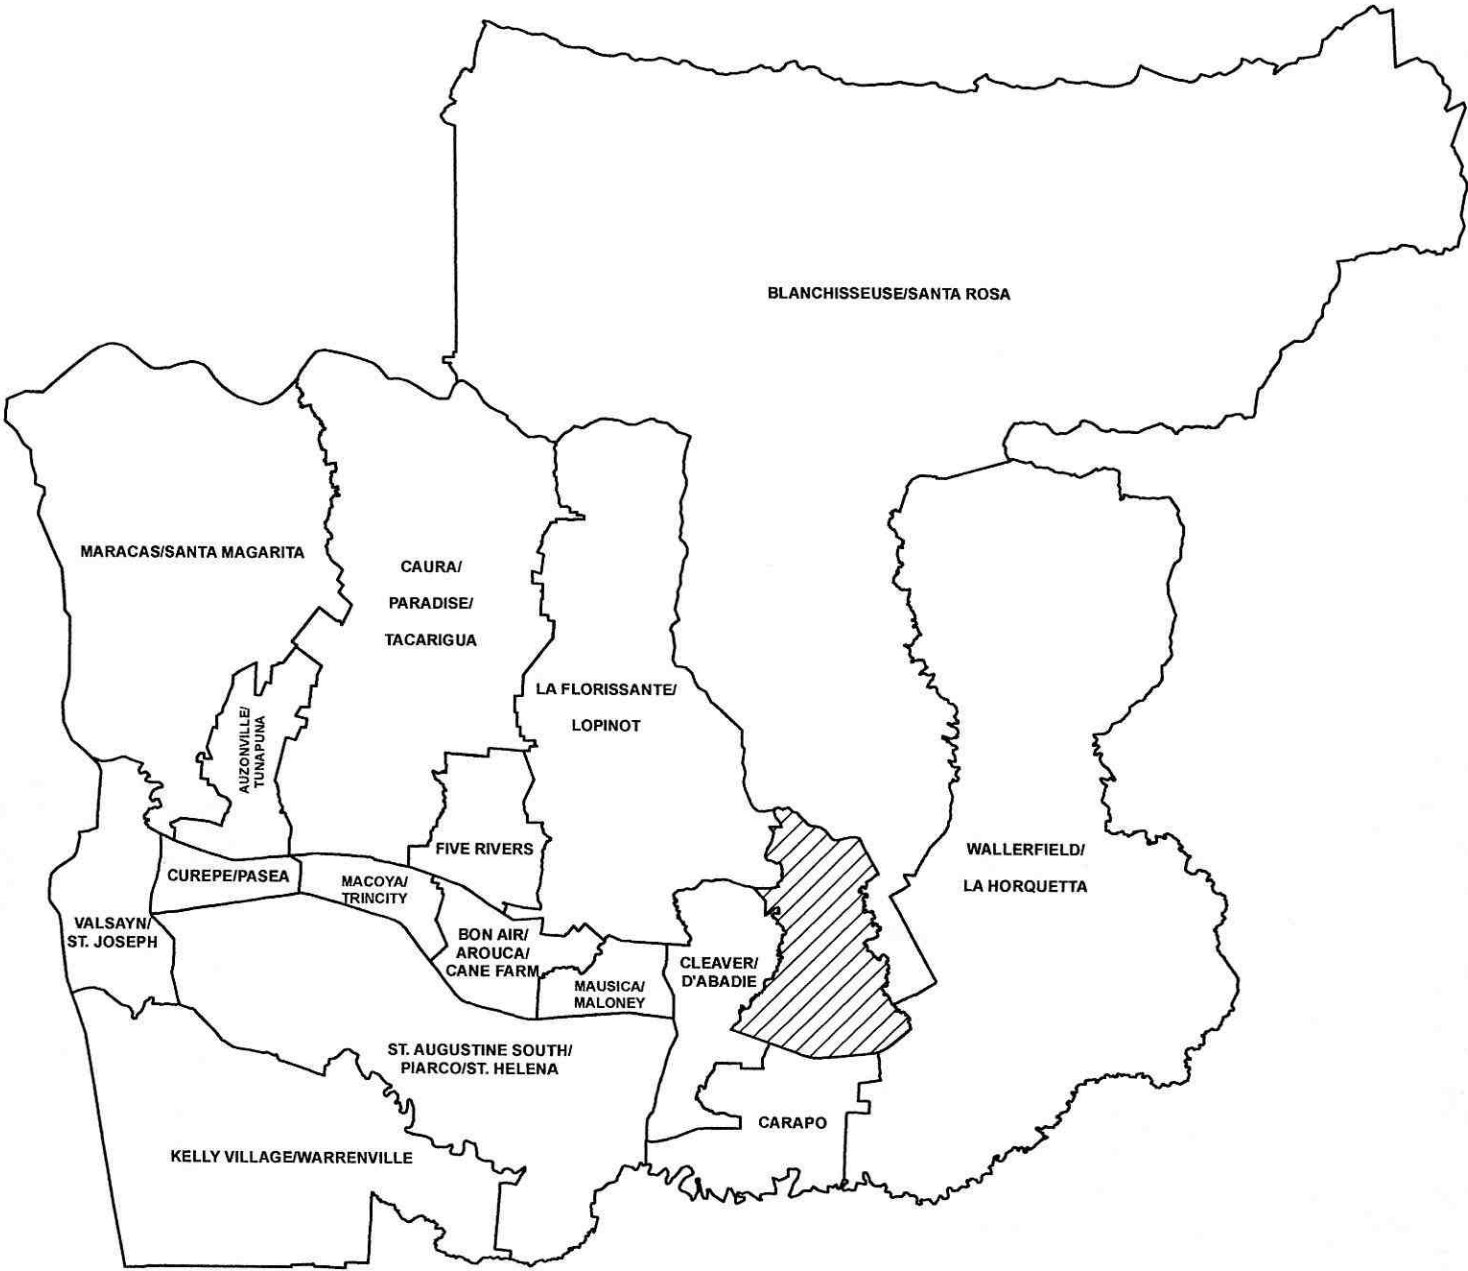 BLANCHISSEUSE/SANTA ROSA
MARACAS/SANTA MAGARITA
CAURA/
PARADISE/
TACARIGUA
LA FLORISSANTE/
LOPINOT
AUZONVILLE/
TUNAPUNA
FIVE RIVERS
WALLERFIELD/
LA HORQUETTA
CUREPE/PASEA
MACOYA/
TRINCITY
VALSAYN/
ST. JOSEPH
BON AIR/
AROUCA/
CANE FARM
CLEAVER/
D'ABADIE
MAUSICA/
MALONEY
ST. AUGUSTINE SOUTH/
PIARCO/ST. HELENA
CARAPO
KELLY VILLAGE/WARRENVILLE